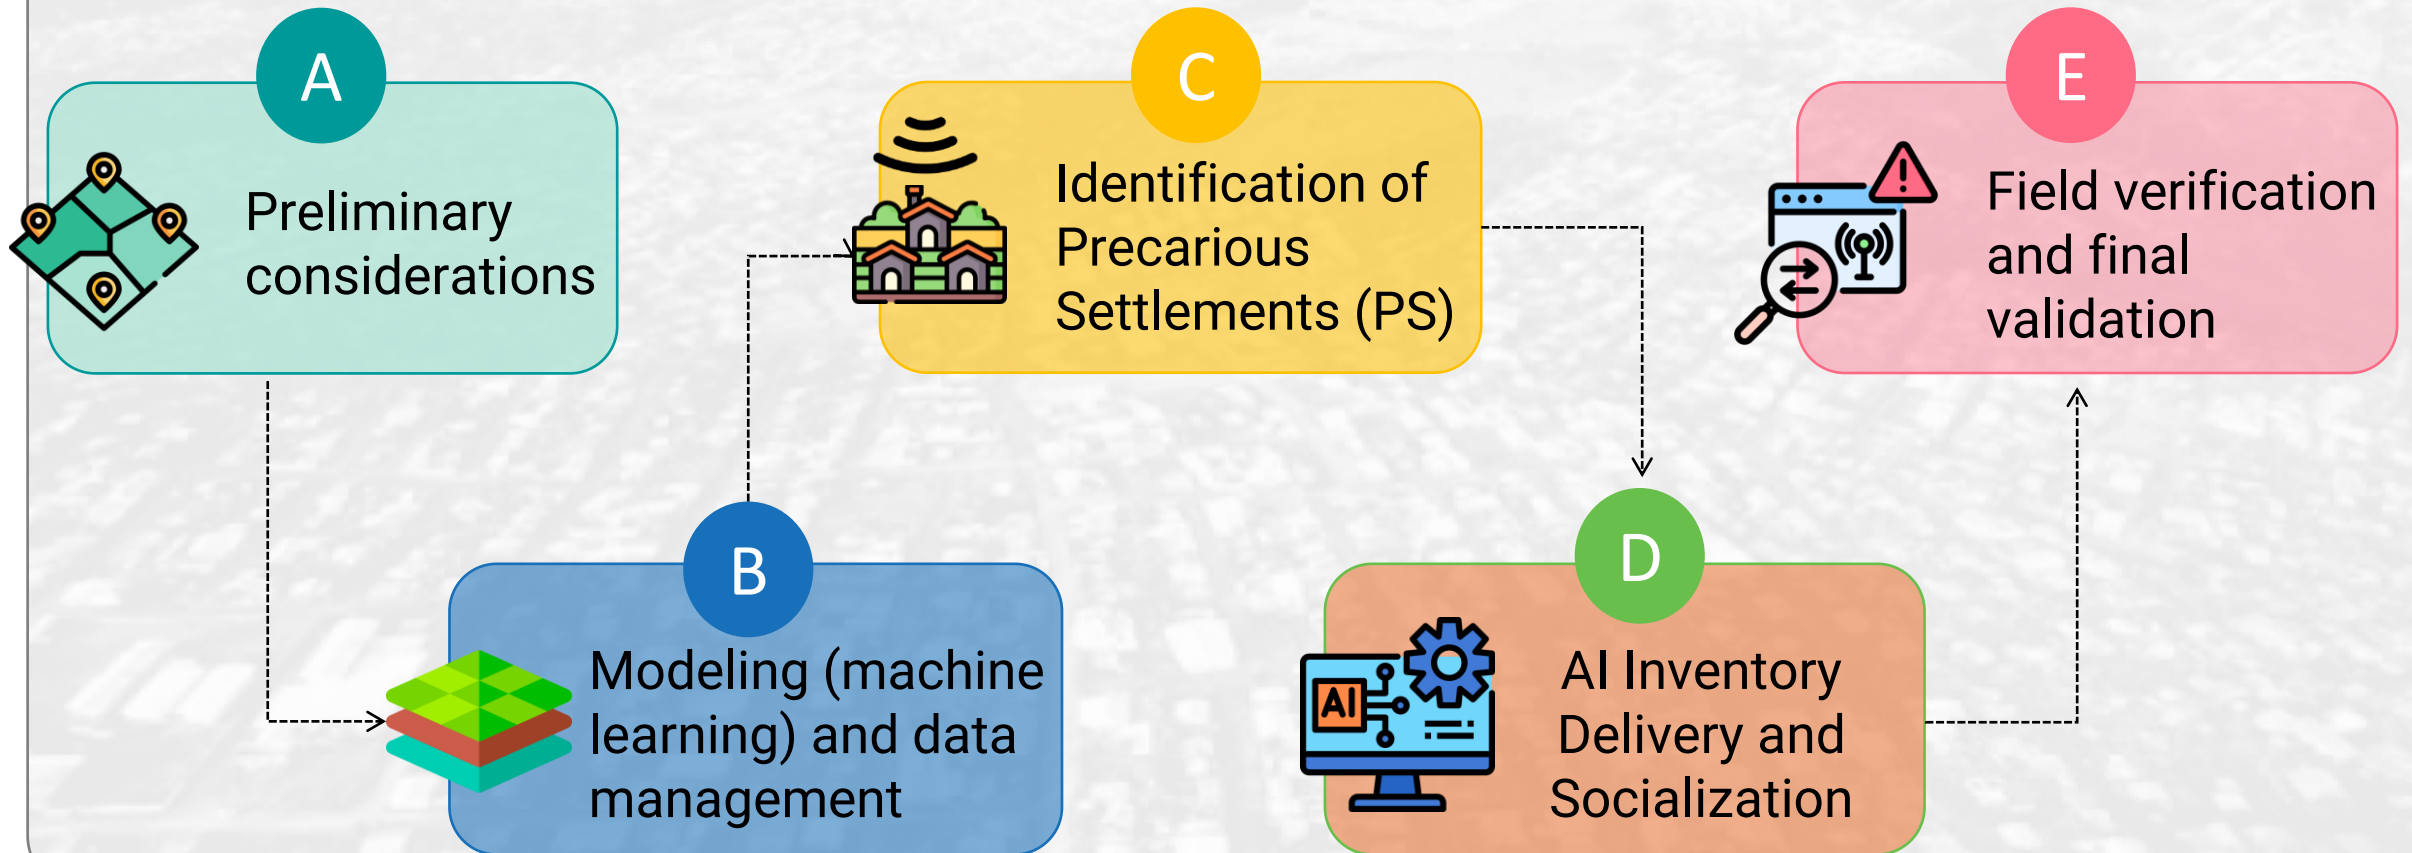 A
Preliminary
considerations
B
Modeling (machine
learning) and data
management
C
Identification of
Precarious
Settlements (PS)
D
AI
AI Inventory
Delivery and
Socialization
E
Field verification
and final
validation